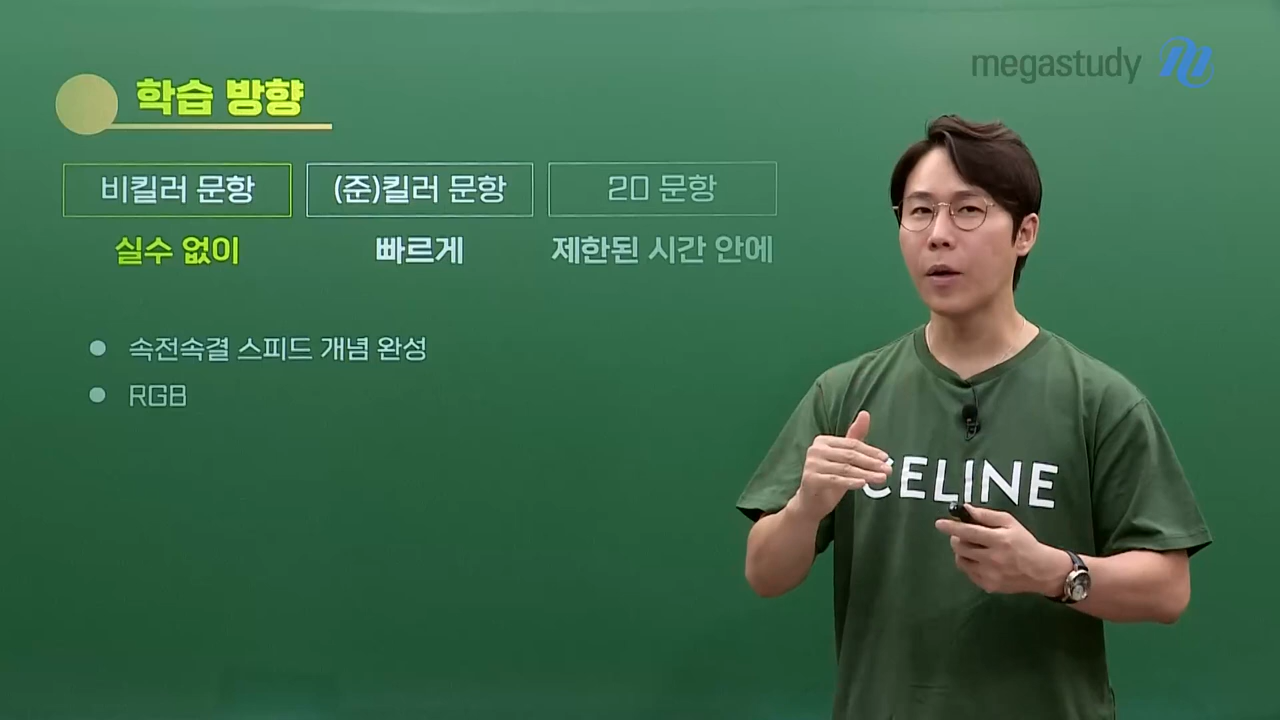 megastudy
학습 방향
비킬러 문항 (준)킬러 문항 20 문항
실수 없이 빠르게 제한된 시간 안에
속전속결 스피드 개념 완성
RGB
CELINE